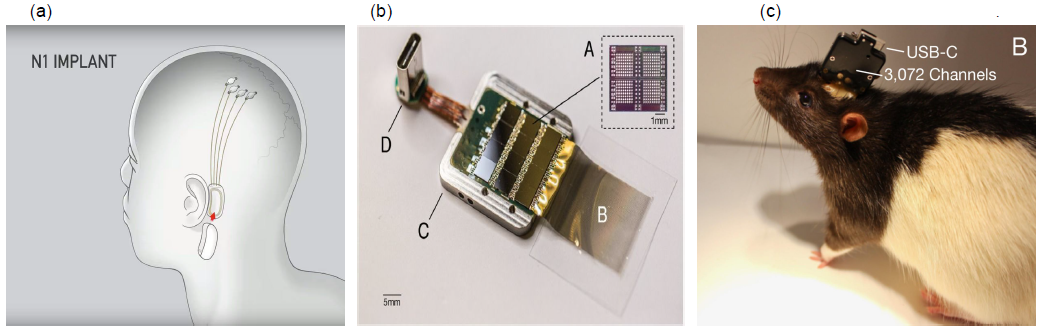 (a)
(b)
(c)
N1 IMPLANT
A
1mm
D
B
C
5mm
B
USB-C
3,072 Channels